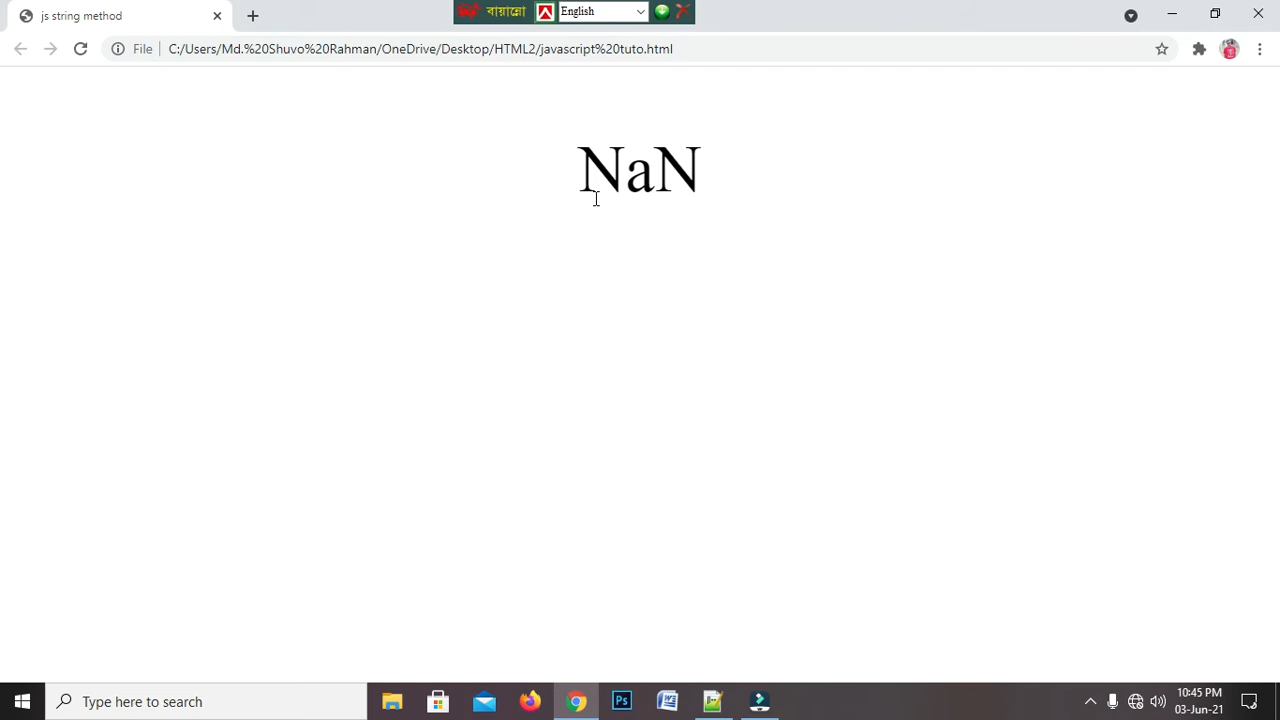 js string method
বায়ান্নো
English
File
C:/Users/Md.%20Shuvo%20Rahman/OneDrive/Desktop/HTML2/javascript%20tuto.html
NaN
Type here to search
Ps
10:45 PM
03-Jun-21